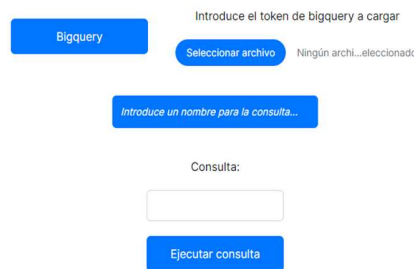 Introduce el token de bigquery a cargar
Bigquery
Seleccionar archivo Ningún archi...eleccionado
Introduce un nombre para la consulta...
Consulta:
Ejecutar consulta